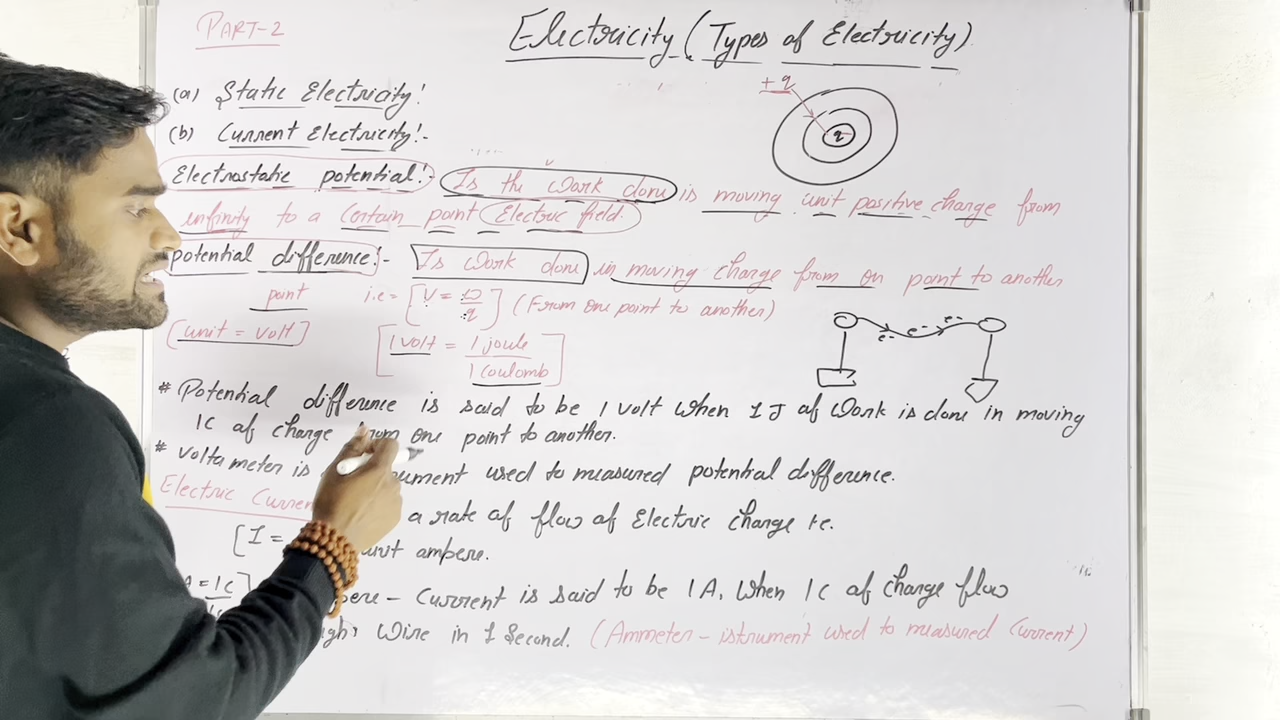 PART-2
Electricity (Types of Electricity)
(a) Static Electricity!
(b) Current Electricity!-
+q
q
Electrostatic potential!- Is the Work done is moving unit positive charge from
infinity to a Certain point Electric field.
potential difference!- Is Work done in moving charge from on point to another
point i.e = [V = W/q] (From one point to another)
[unit = Volt] [1 volt = 1 joule / 1 Coulomb]
e- e- e-
# Potential difference is said to be 1 volt when 1 J of Work is done in moving
1C of charge from one point to another.
# Voltameter is used to measured potential difference.
Electric a rate of flow of Electric charge i.e.
[I = unit ampere.
A = 1C] – Current is said to be 1 A, When 1 C of charge flow
Wire in 1 Second. (Ammeter – istrument used to measured Current)